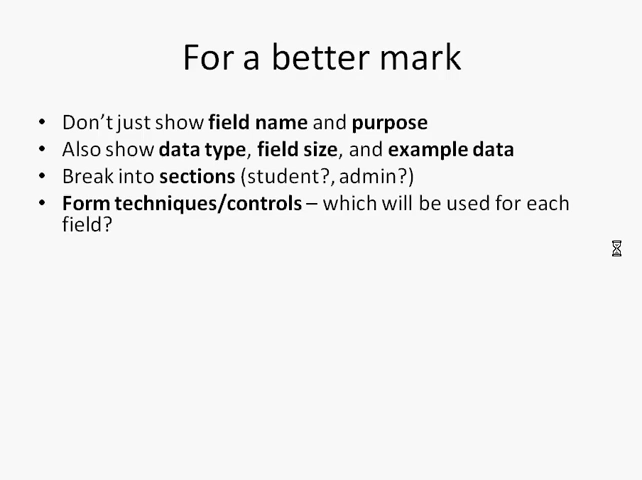 For a better mark
• Don't just show field name and purpose
• Also show data type, field size, and example data
• Break into sections (student?, admin?)
• Form techniques/controls – which will be used for each
field?